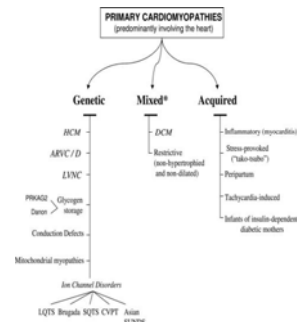 PRIMARY CARDIOMYOPATHIES
(predominantly involving the heart)
Genetic
Mixed*
Acquired
HCM
ARVC / D
LVNC
PRKAG2
Danon
Glycogen
storage
Conduction Defects
Mitochondrial myopathies
Ion Channel Disorders
LQTS Brugada SQTS CVPT Asian
SUNDS
DCM
Restrictive
(non-hypertrophied
and non-dilated)
Inflammatory (myocarditis)
Stress-provoked
("tako-tsubo")
Peripartum
Tachycardia-induced
Infants of insulin-dependent
diabetic mothers